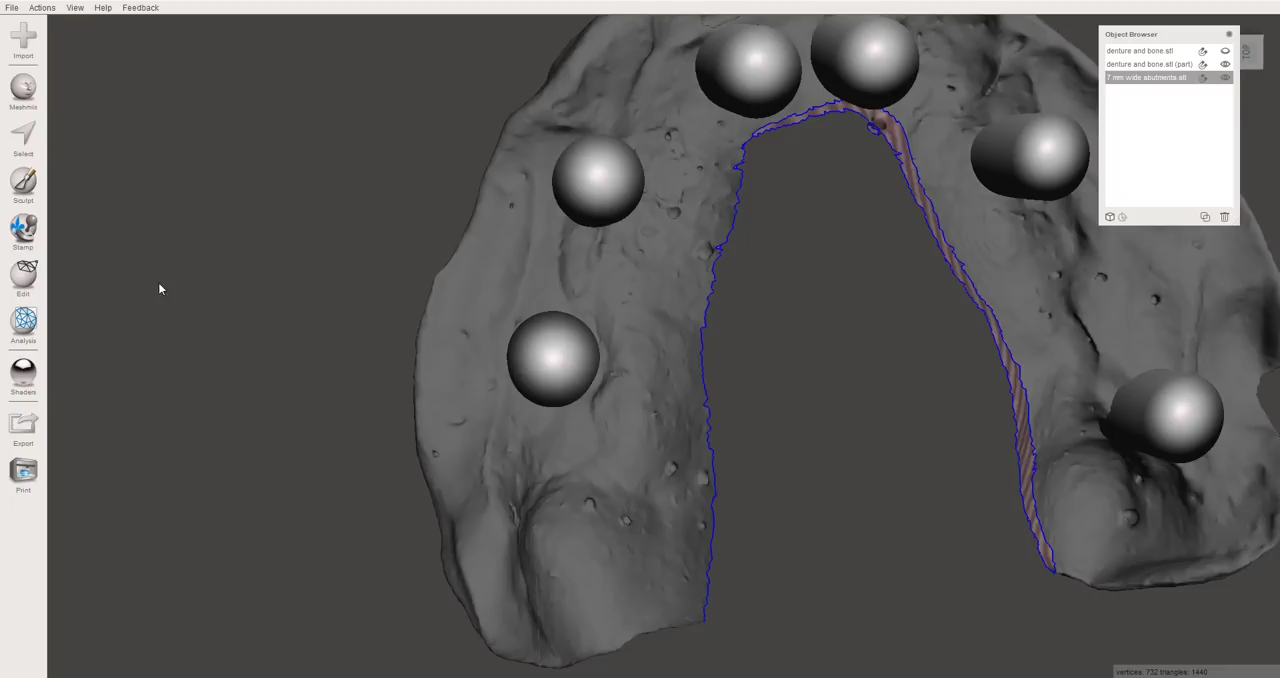 File Actions View Help Feedback
Import
Meshmix
Select
Sculpt
Stamp
Edit
Analysis
Shaders
Export
Print
Object Browser
denture and bone.stl
denture and bone.stl (part)
7 mm wide abutments.stl
TOP
vertices: 732 triangles: 1440